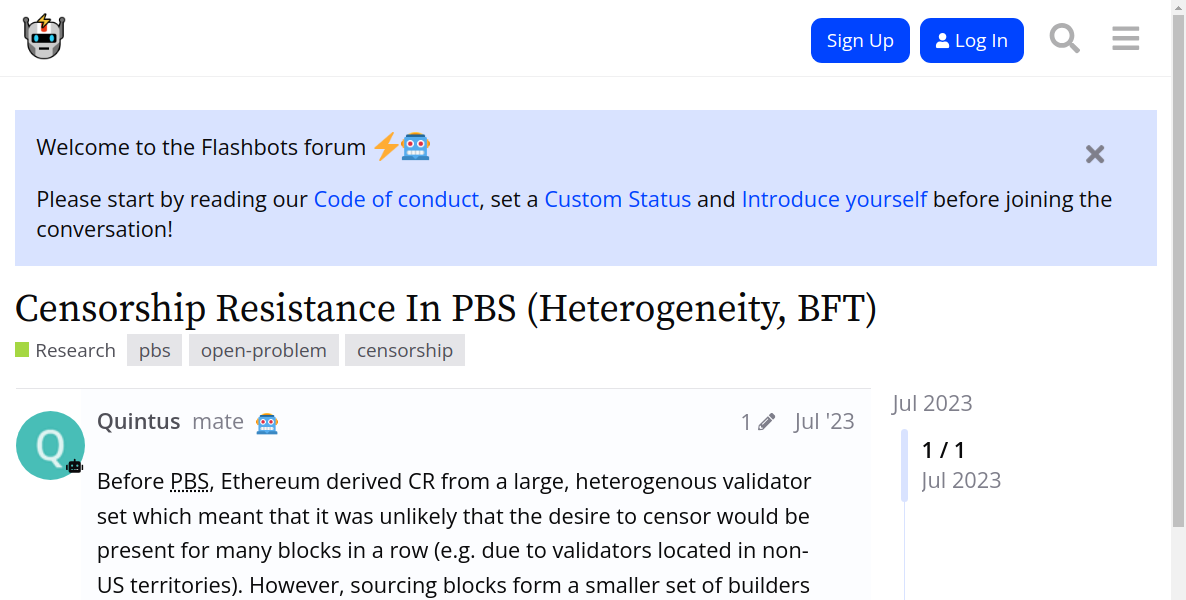 Sign Up
Log In
Welcome to the Flashbots forum
Please start by reading our Code of conduct, set a Custom Status and Introduce yourself before joining the
conversation!
Censorship Resistance In PBS (Heterogeneity, BFT)
Research pbs open-problem censorship
Quintus mate 1 Jul '23
Q
Before PBS, Ethereum derived CR from a large, heterogenous validator
set which meant that it was unlikely that the desire to censor would be
present for many blocks in a row (e.g. due to validators located in non-
US territories). However, sourcing blocks form a smaller set of builders
Jul 2023
1 / 1
Jul 2023